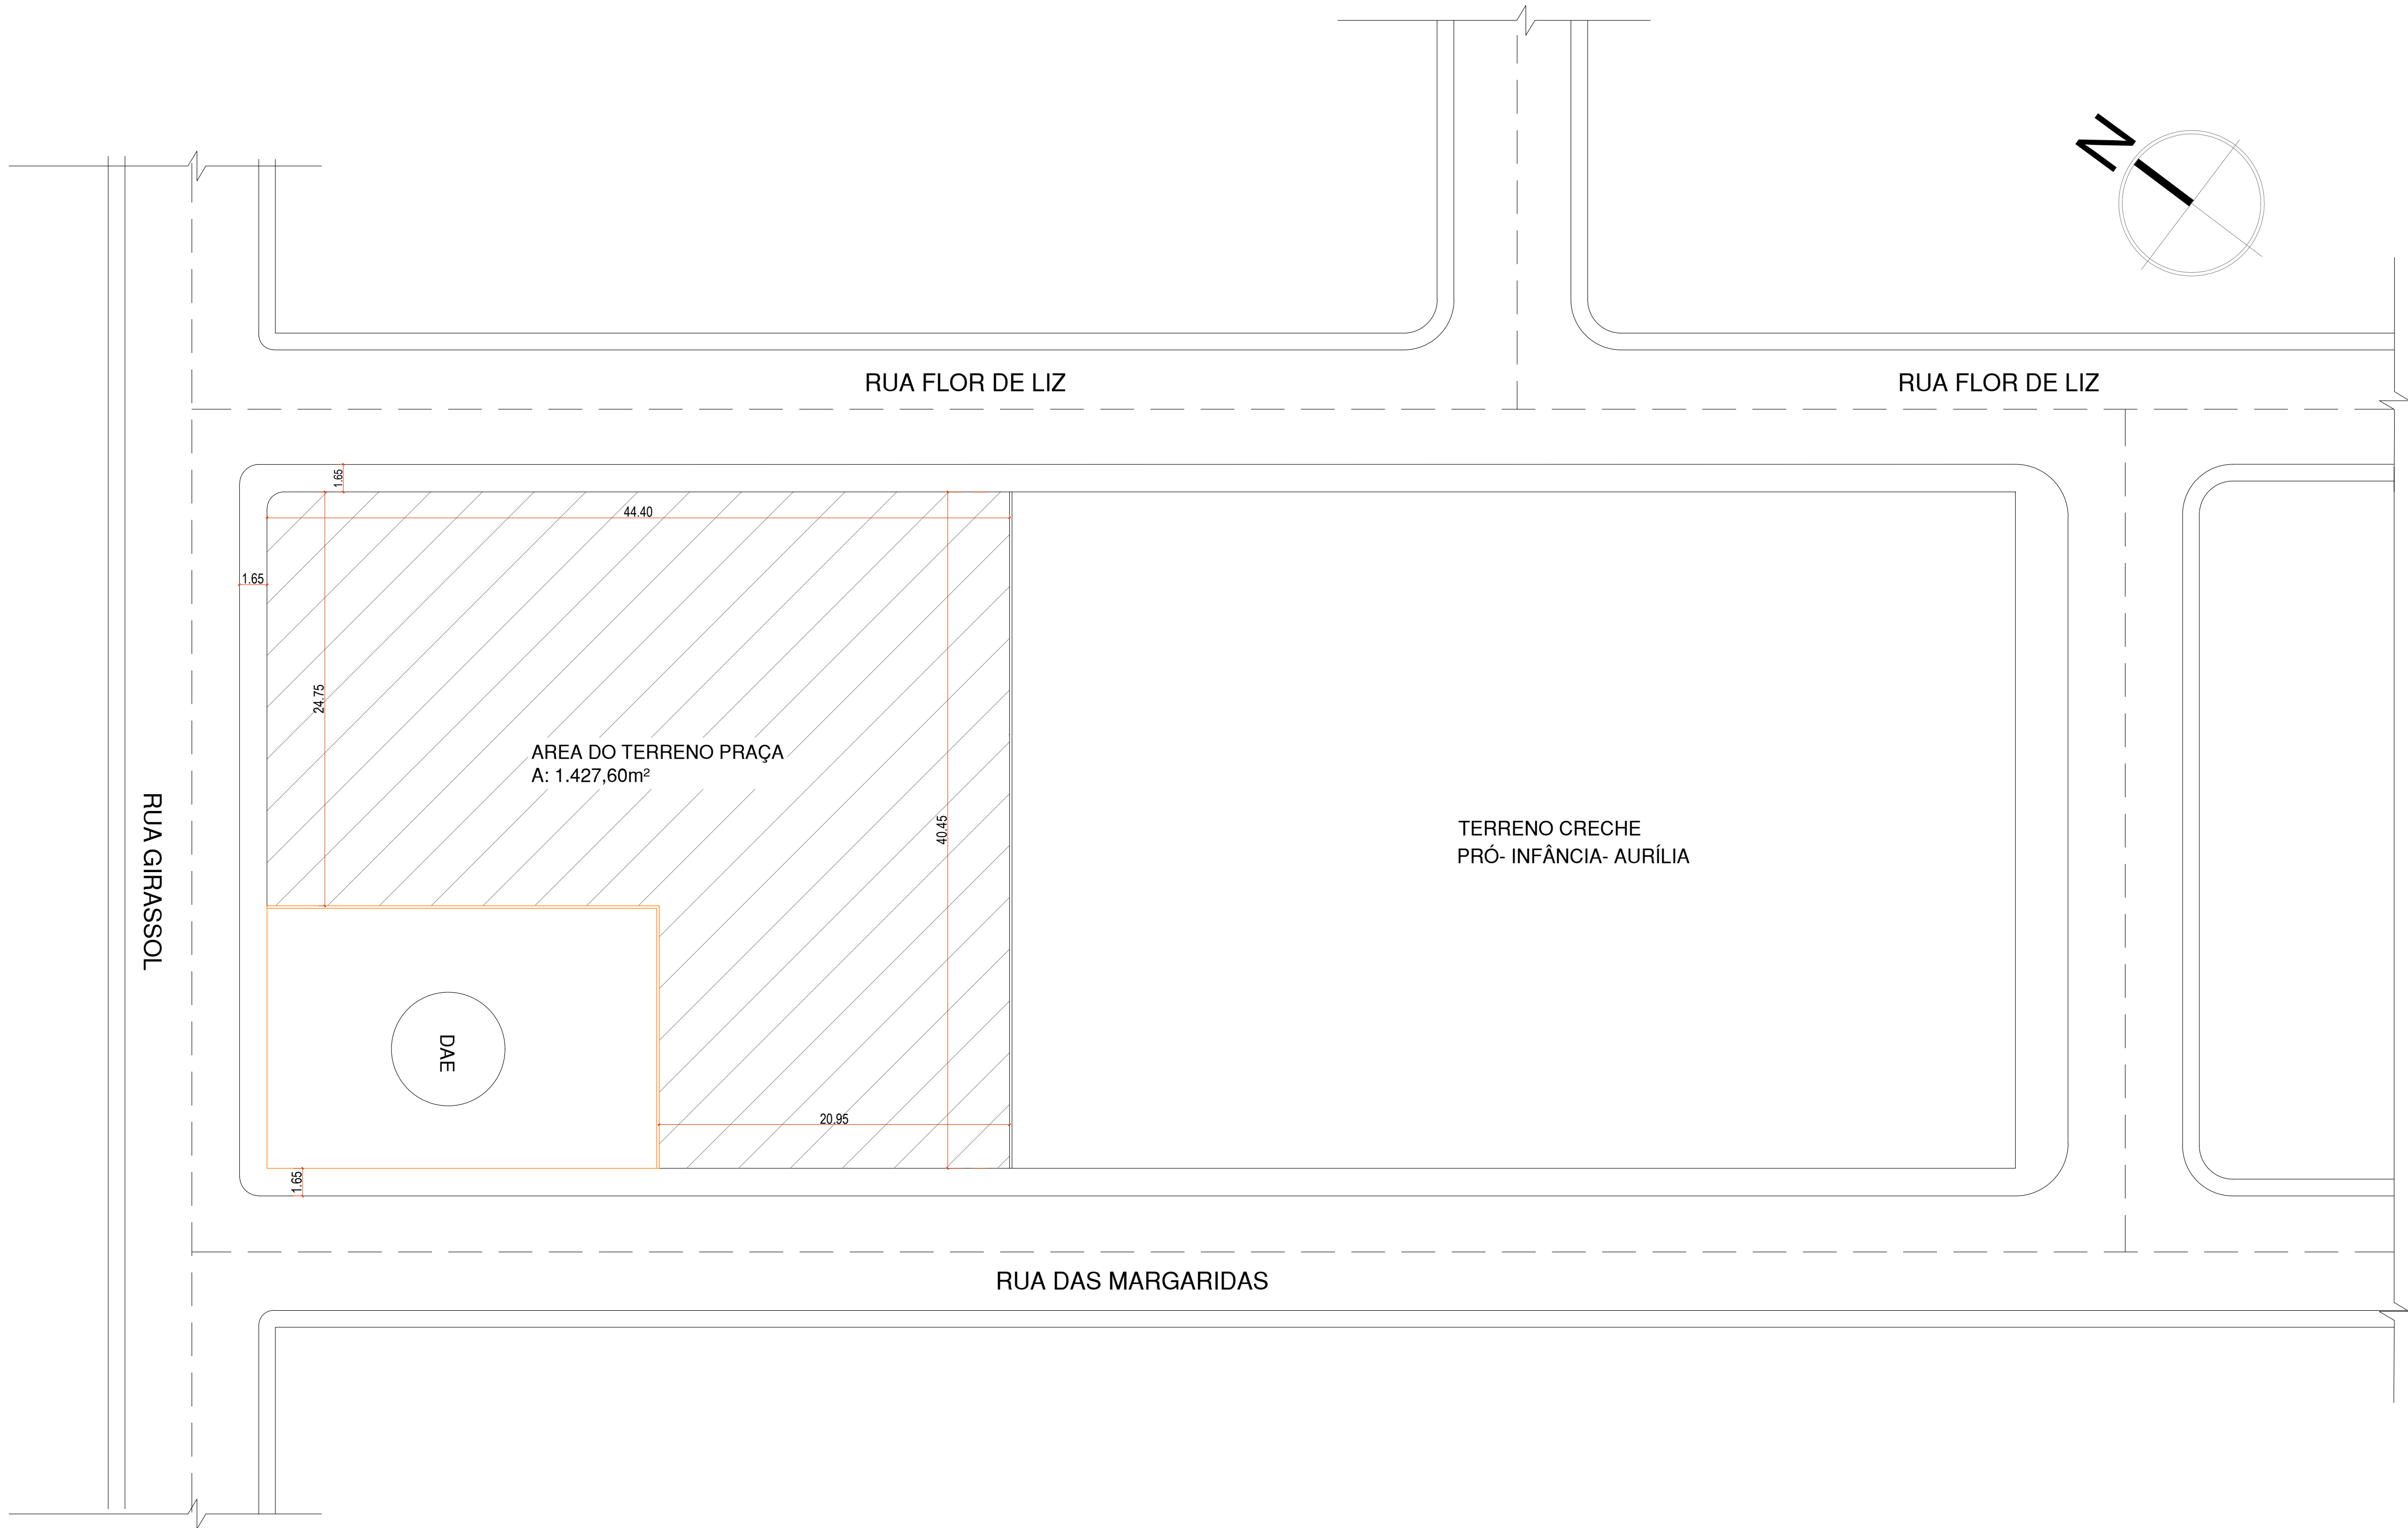 N
RUA FLOR DE LIZ
RUA FLOR DE LIZ
1.65
44.40
1.65
24.75
AREA DO TERRENO PRAÇA
A: 1.427,60m²
40.45
RUA GIRASSOL
TERRENO CRECHE
PRÓ- INFÂNCIA- AURÍLIA
DAE
20.95
1.65
RUA DAS MARGARIDAS